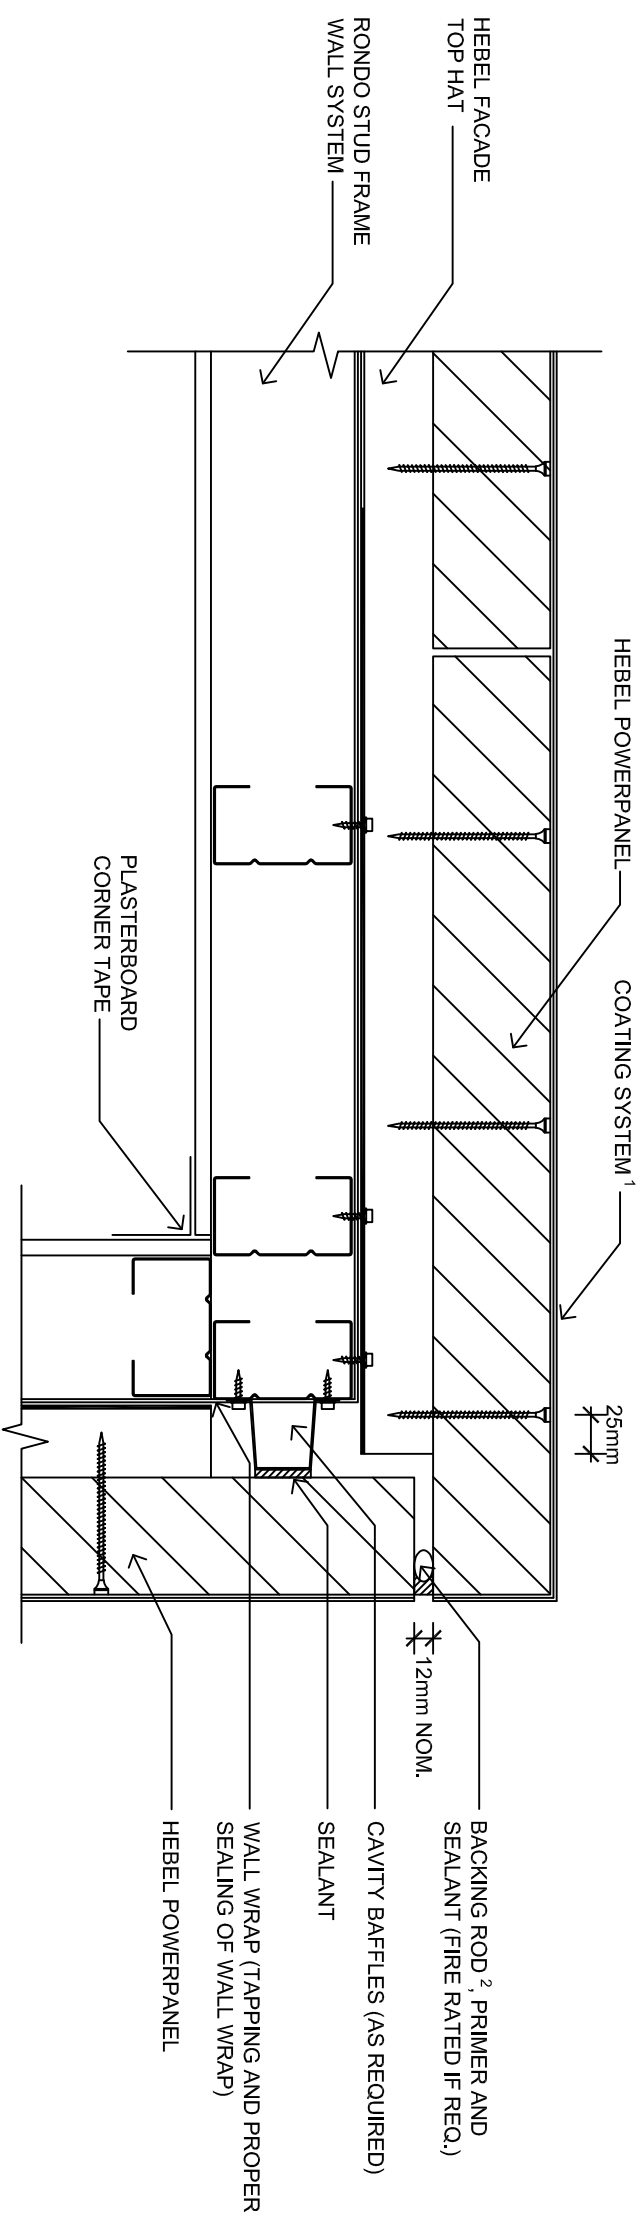 HEBEL FACADE
TOP HAT
RONDO STUD FRAME
WALL SYSTEM
HEBEL POWERPANEL
COATING SYSTEM 1
25mm
PLASTERBOARD
CORNER TAPE
12mm NOM.
BACKING ROD 2, PRIMER AND
SEALANT (FIRE RATED IF REQ.)
CAVITY BAFFLES (AS REQUIRED)
SEALANT
WALL WRAP (TAPPING AND PROPER
SEALING OF WALL WRAP)
HEBEL POWERPANEL